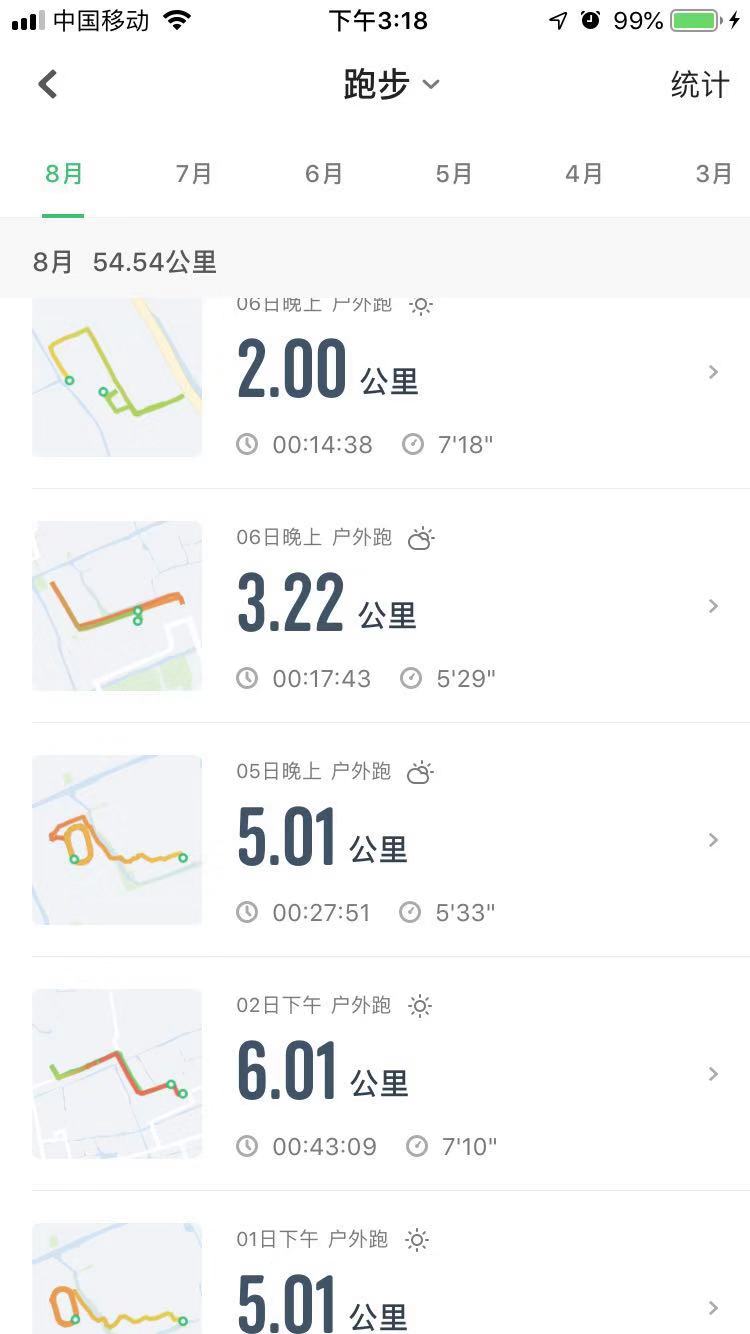 中国移动 下午3:18 99%
跑步 统计
8月 7月 6月 5月 4月 3月
8月 54.54公里
06日晚上 户外跑
2.00 公里
00:14:38 7'18"
06日晚上 户外跑
3.22 公里
00:17:43 5'29"
05日晚上 户外跑
5.01 公里
00:27:51 5'33"
02日下午 户外跑
6.01 公里
00:43:09 7'10"
01日下午 户外跑
5.01 公里